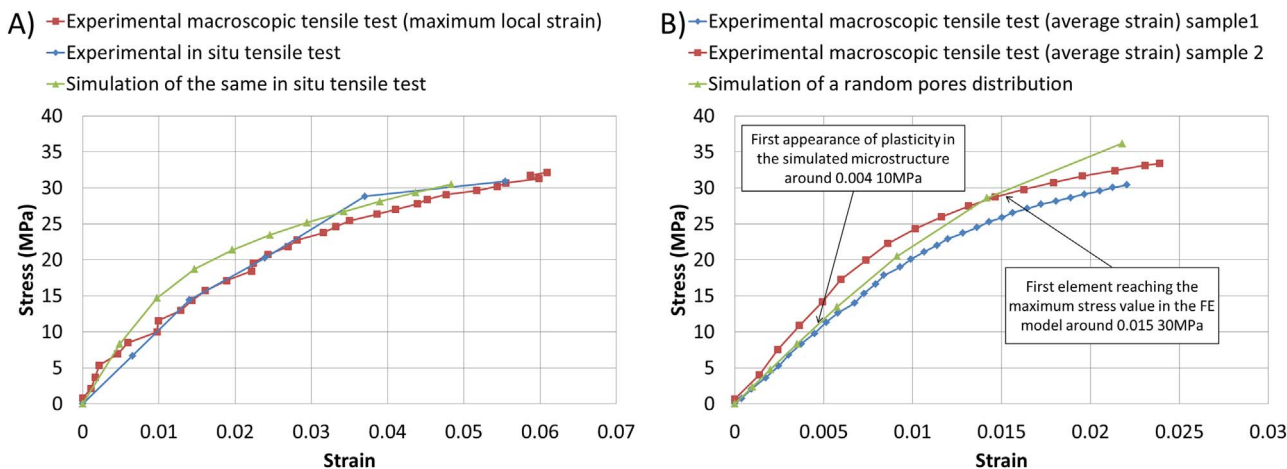 A)
Experimental macroscopic tensile test (maximum local strain)
Experimental in situ tensile test
Simulation of the same in situ tensile test
40
35
30
25
20
15
10
5
0
Stress (MPa)
0 0.01 0.02 0.03 0.04 0.05 0.06 0.07
Strain
B)
Experimental macroscopic tensile test (average strain) sample1
Experimental macroscopic tensile test (average strain) sample 2
Simulation of a random pores distribution
40
35
30
25
20
15
10
5
0
Stress (MPa)
First appearance of plasticity in
the simulated microstructure
around 0.004 10MPa
First element reaching the
maximum stress value in the FE
model around 0.015 30MPa
0 0.005 0.01 0.015 0.02 0.025 0.03
Strain